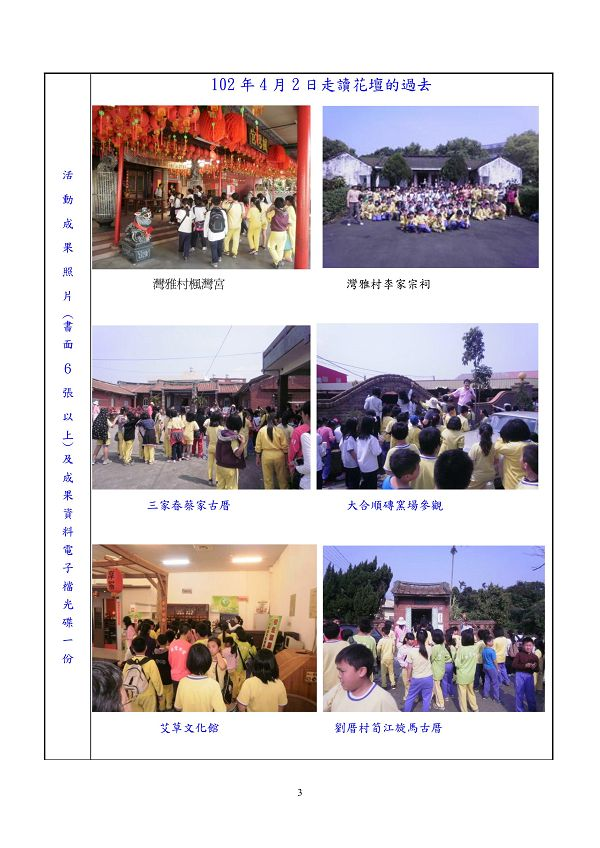 102 年 4 月 2 日走讀花壇的過去
活動成果照片(書面6張以上)及成果資料電子檔光碟一份
灣雅村楓灣宮
灣雅村李家宗祠
三家春蔡家古厝
大合順磚窯場參觀
艾草文化館
劉厝村筍江旋馬古厝
3